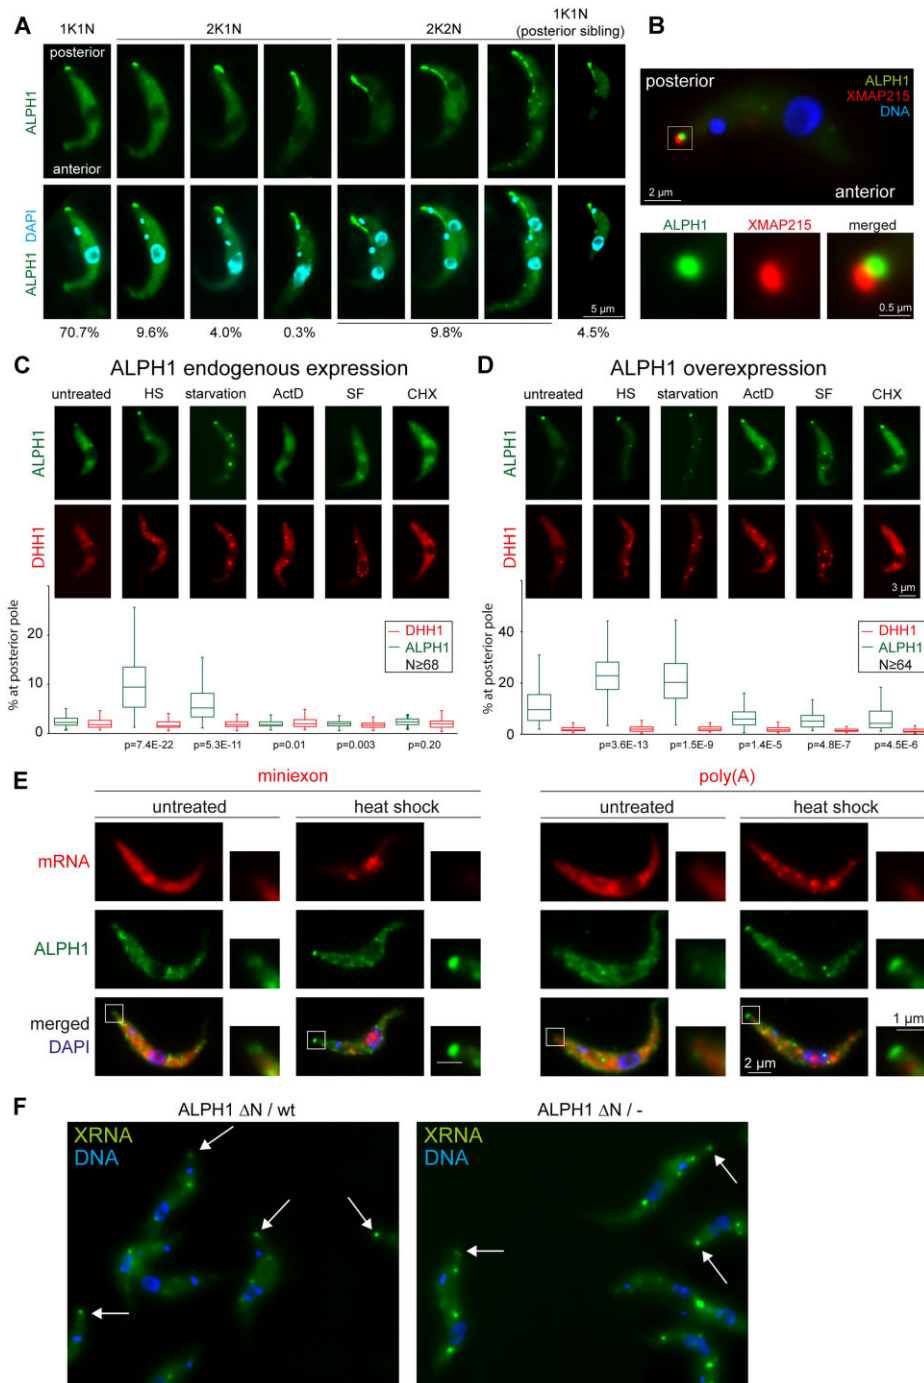 A
1K1N
2K1N
2K2N
1K1N
(posterior sibling)
posterior
ALPH1
anterior
ALPH1 DAPI
5 µm
70.7%
9.6%
4.0%
0.3%
9.8%
4.5%
B
posterior
ALPH1
XMAP215
DNA
2 µm
anterior
ALPH1
XMAP215
merged
0.5 µm
C
ALPH1 endogenous expression
untreated
HS
starvation
ActD
SF
CHX
ALPH1
DHH1
% at posterior pole
20
10
0
DHH1
ALPH1
N≥68
p=7.4E-22
p=5.3E-11
p=0.01
p=0.003
p=0.20
D
ALPH1 overexpression
untreated
HS
starvation
ActD
SF
CHX
ALPH1
DHH1
3 µm
% at posterior pole
40
20
0
DHH1
ALPH1
N≥64
p=3.6E-13
p=1.5E-9
p=1.4E-5
p=4.8E-7
p=4.5E-6
E
miniexon
poly(A)
untreated
heat shock
untreated
heat shock
mRNA
ALPH1
merged
DAPI
1 µm
2 µm
F
ALPH1 ΔN / wt
XRNA
DNA
ALPH1 ΔN / -
XRNA
DNA